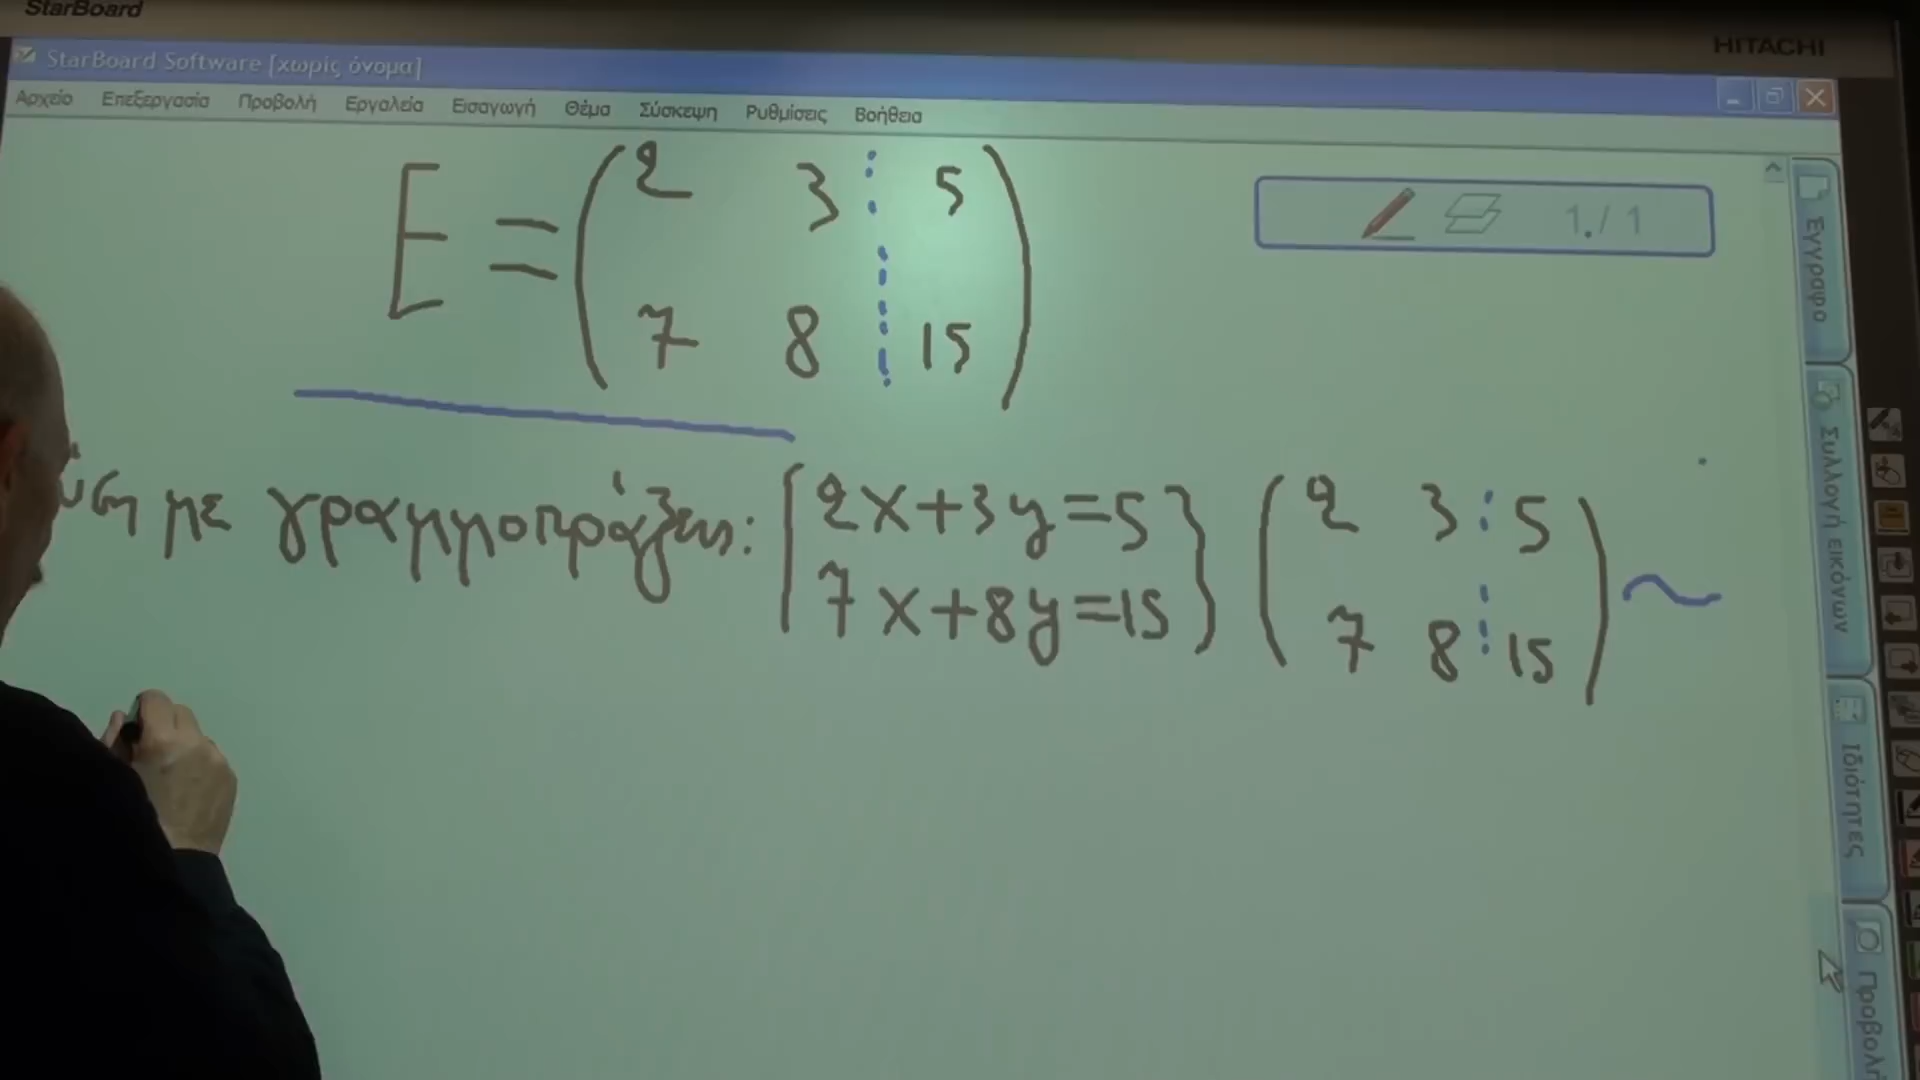 StarBoard
HITACHI
StarBoard Software [χωρίς όνομα]
Αρχείο Επεξεργασία Προβολή Εργαλεία Εισαγωγή Θέμα Σύσκεψη Ρυθμίσεις Βοήθεια
E = ( 2 3 ⋮ 5
7 8 ⋮ 15 )
1 / 1
με γραμμοπράξεις: { 2x+3y=5
7x+8y=15 } ( 2 3 ⋮ 5
7 8 ⋮ 15 ) ~
Έγγραφο
Συλλογή εικόνων
Ιδιότητες